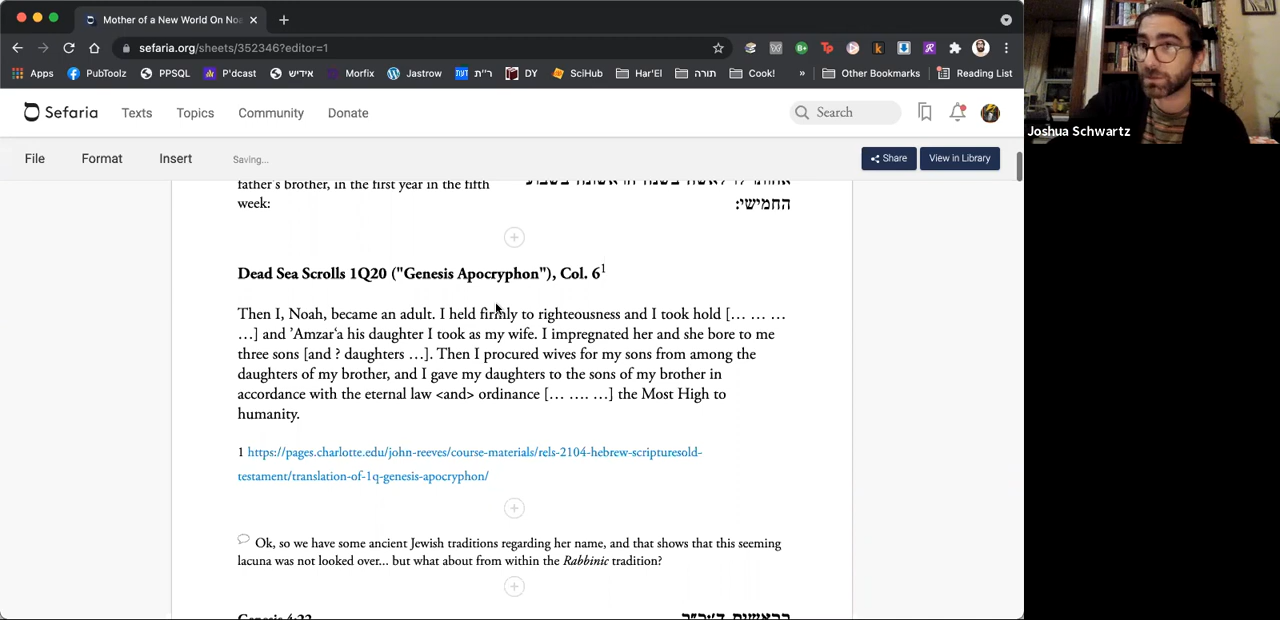 Mother of a New World On Noa
sefaria.org/sheets/352346?editor=1
Apps PubToolz PPSQL P'dcast אידיש Morfix Jastrow ר״ית DY SciHub Har'El תורה Cook! » Other Bookmarks Reading List
Sefaria Texts Topics Community Donate Search
File Format Insert Saving... Share View in Library
father's brother, in the first year in the fifth
week:
החמישי:
Dead Sea Scrolls 1Q20 ("Genesis Apocryphon"), Col. 6¹
Then I, Noah, became an adult. I held firmly to righteousness and I took hold [… … …
…] and ’Amzar‘a his daughter I took as my wife. I impregnated her and she bore to me
three sons [and ? daughters …]. Then I procured wives for my sons from among the
daughters of my brother, and I gave my daughters to the sons of my brother in
accordance with the eternal law <and> ordinance [… …. …] the Most High to
humanity.
1 https://pages.charlotte.edu/john-reeves/course-materials/rels-2104-hebrew-scripturesold-
testament/translation-of-1q-genesis-apocryphon/
Ok, so we have some ancient Jewish traditions regarding her name, and that shows that this seeming
lacuna was not looked over... but what about from within the Rabbinic tradition?
Genesis 4:22
בראשית ד׳:כ״ב
Joshua Schwartz